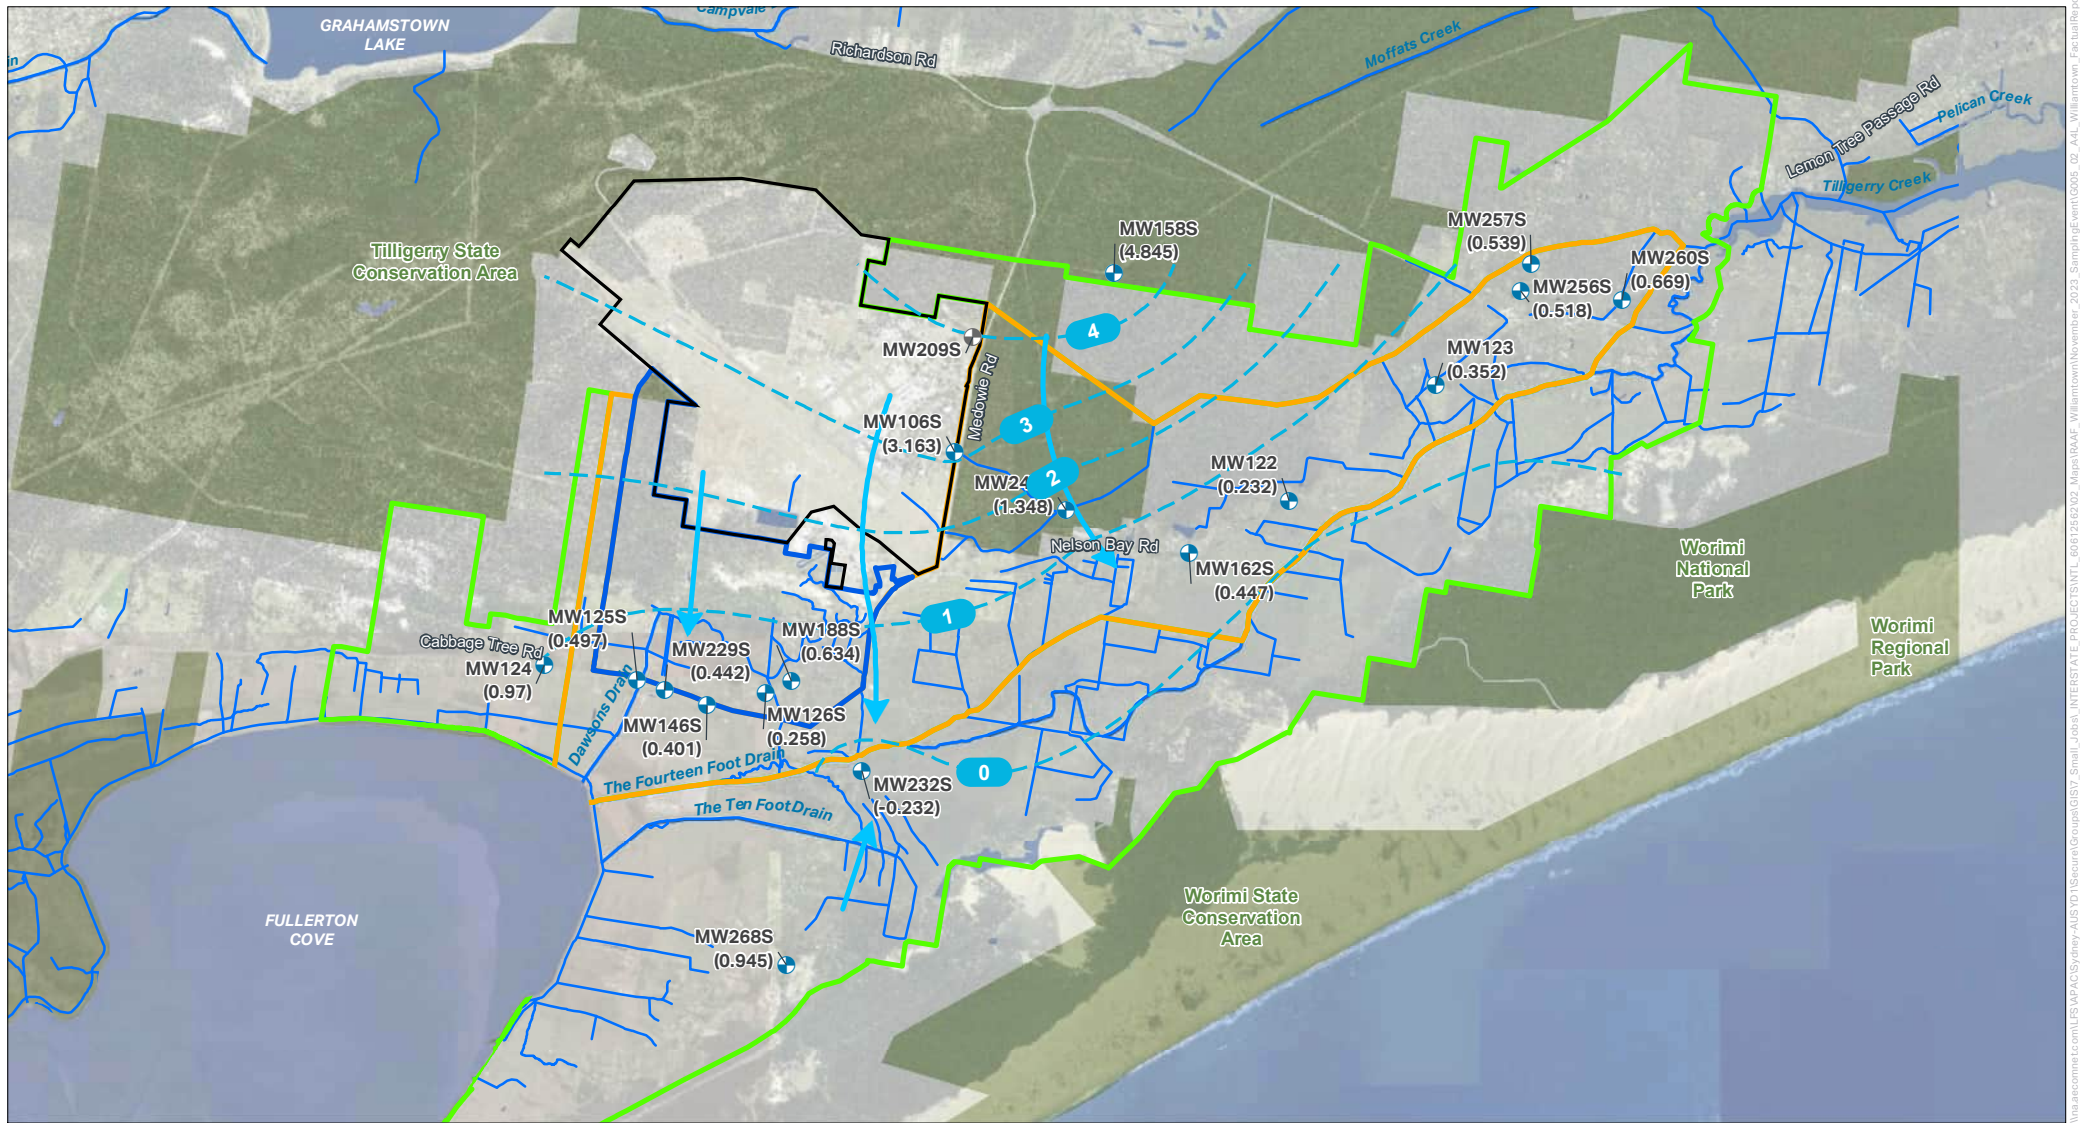 GRAHAMSTOWN
LAKE
Campvale
Richardson Rd
Moffats Creek
Lemon Tree Passage Rd
Pelican Creek
Tilligerry Creek
in
Tilligerry State
Conservation Area
MW158S
(4.845)
MW257S
(0.539)
MW260S
(0.669)
MW256S
(0.518)
MW209S
4
Medowie Rd
MW123
(0.352)
MW106S
(3.163)
3
2
(1.348)
MW122
(0.232)
Nelson Bay Rd
MW162S
(0.447)
Worimi
National
Park
Worimi
Regional
Park
1
MW125S
(0.497)
Cabbage Tree Rd
MW124
(0.97)
MW229S
(0.442)
MW188S
(0.634)
Dawsons Drain
MW146S
(0.401)
MW126S
(0.258)
The Fourteen Foot Drain
The Ten Foot Drain
MW232S
(-0.232)
0
FULLERTON
COVE
MW268S
(0.945)
Worimi State
Conservation
Area